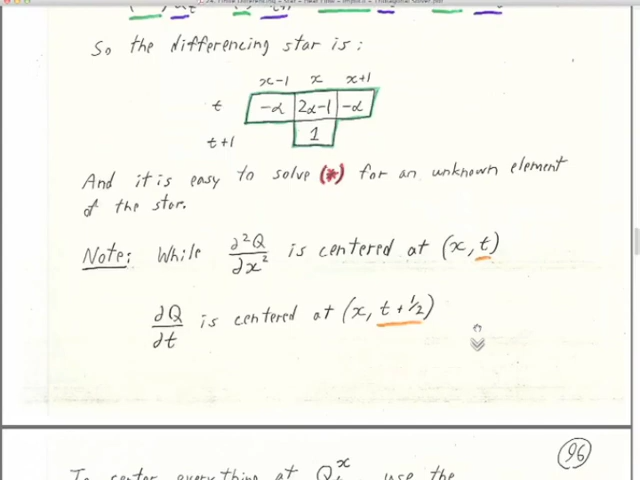 So the differencing star is:
x-1 x x+1
t -α 2α-1 -α
t+1 1
And it is easy to solve (*) for an unknown element
of the star.
Note: While ∂²Q/∂x² is centered at (x, t)
∂Q/∂t is centered at (x, t+½)
96
To center everything at Q x use the